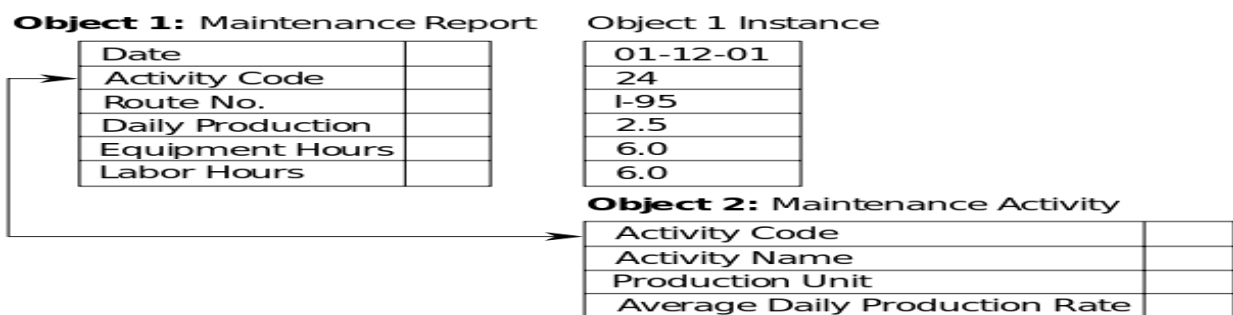 Object 1: Maintenance Report
Object 1 Instance
Date
01-12-01
Activity Code
24
Route No.
I-95
Daily Production
2.5
Equipment Hours
6.0
Labor Hours
6.0
Object 2: Maintenance Activity
Activity Code
Activity Name
Production Unit
Average Daily Production Rate